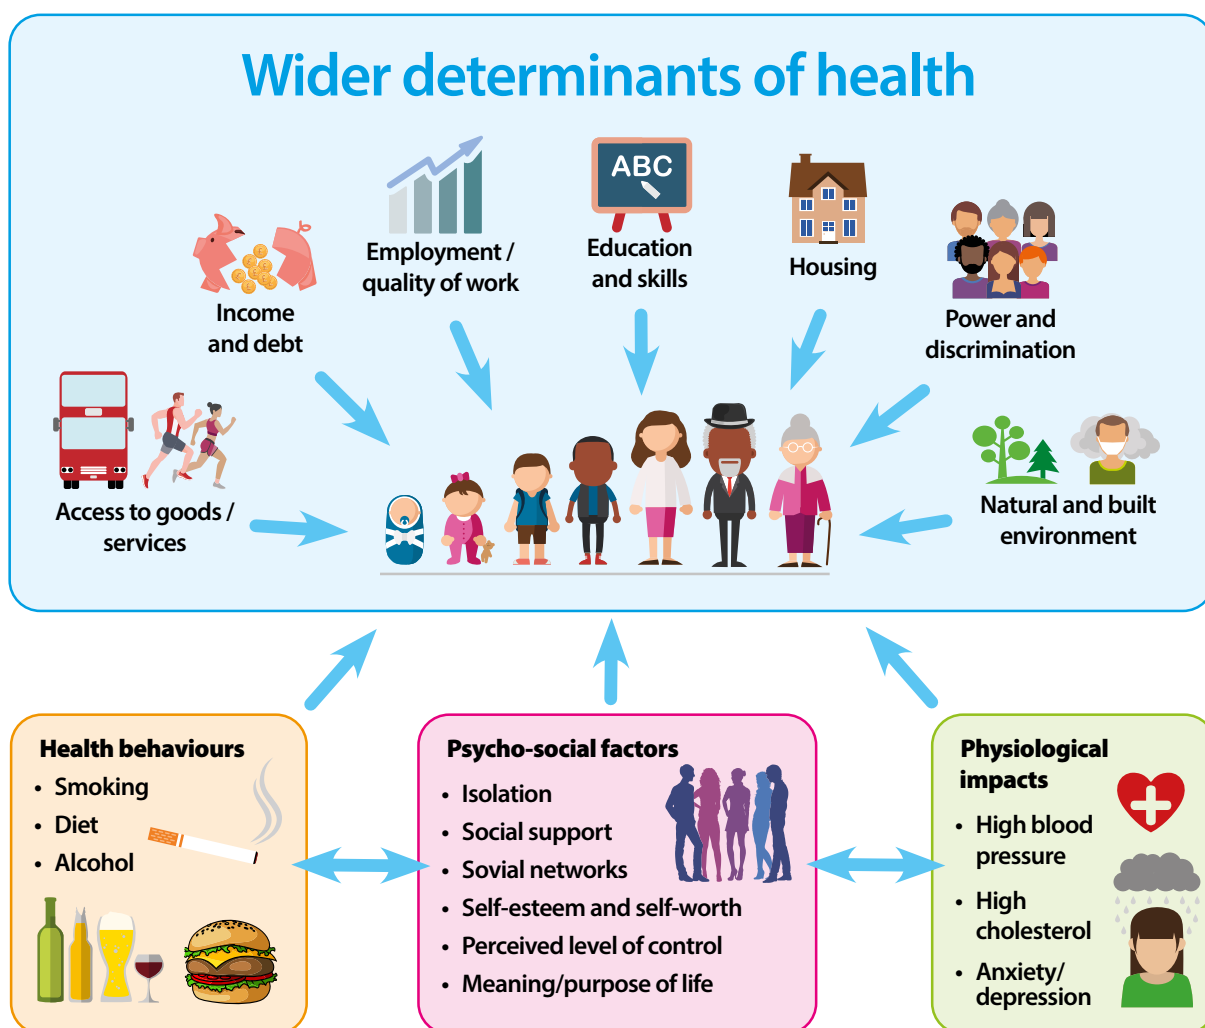 Wider determinants of health
ABC
Employment /
quality of work
Education
and skills
Housing
Income
and debt
Power and
discrimination
Access to goods /
services
Natural and built
environment
Health behaviours
• Smoking
• Diet
• Alcohol
Psycho-social factors
• Isolation
• Social support
• Sovial networks
• Self-esteem and self-worth
• Perceived level of control
• Meaning/purpose of life
Physiological
impacts
• High blood
pressure
• High
cholesterol
• Anxiety/
depression